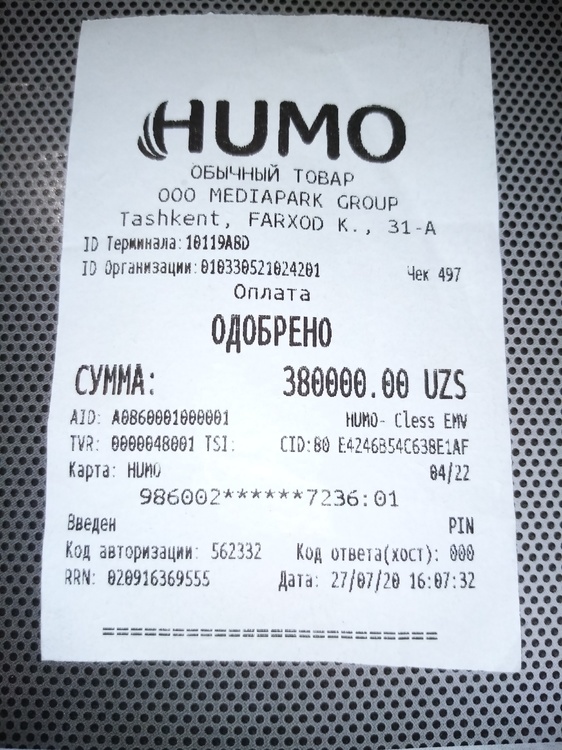 HUMO
ОБЫЧНЫЙ ТОВАР
OOO MEDIAPARK GROUP
Tashkent, FARXOD K., 31-A
ID Терминала: 10119A8D
ID Организации: 010330521024201 Чек 497
Оплата
ОДОБРЕНО
СУММА: 380000.00 UZS
AID: A0860001000001 HUMO- Cless EMV
TVR: 0000048001 TSI: CID:80 E4246B54C638E1AF
Карта: HUMO 04/22
986002******7236:01
Введен PIN
Код авторизации: 562332 Код ответа(хост): 000
RRN: 020916369555 Дата: 27/07/20 16:07:32
============================